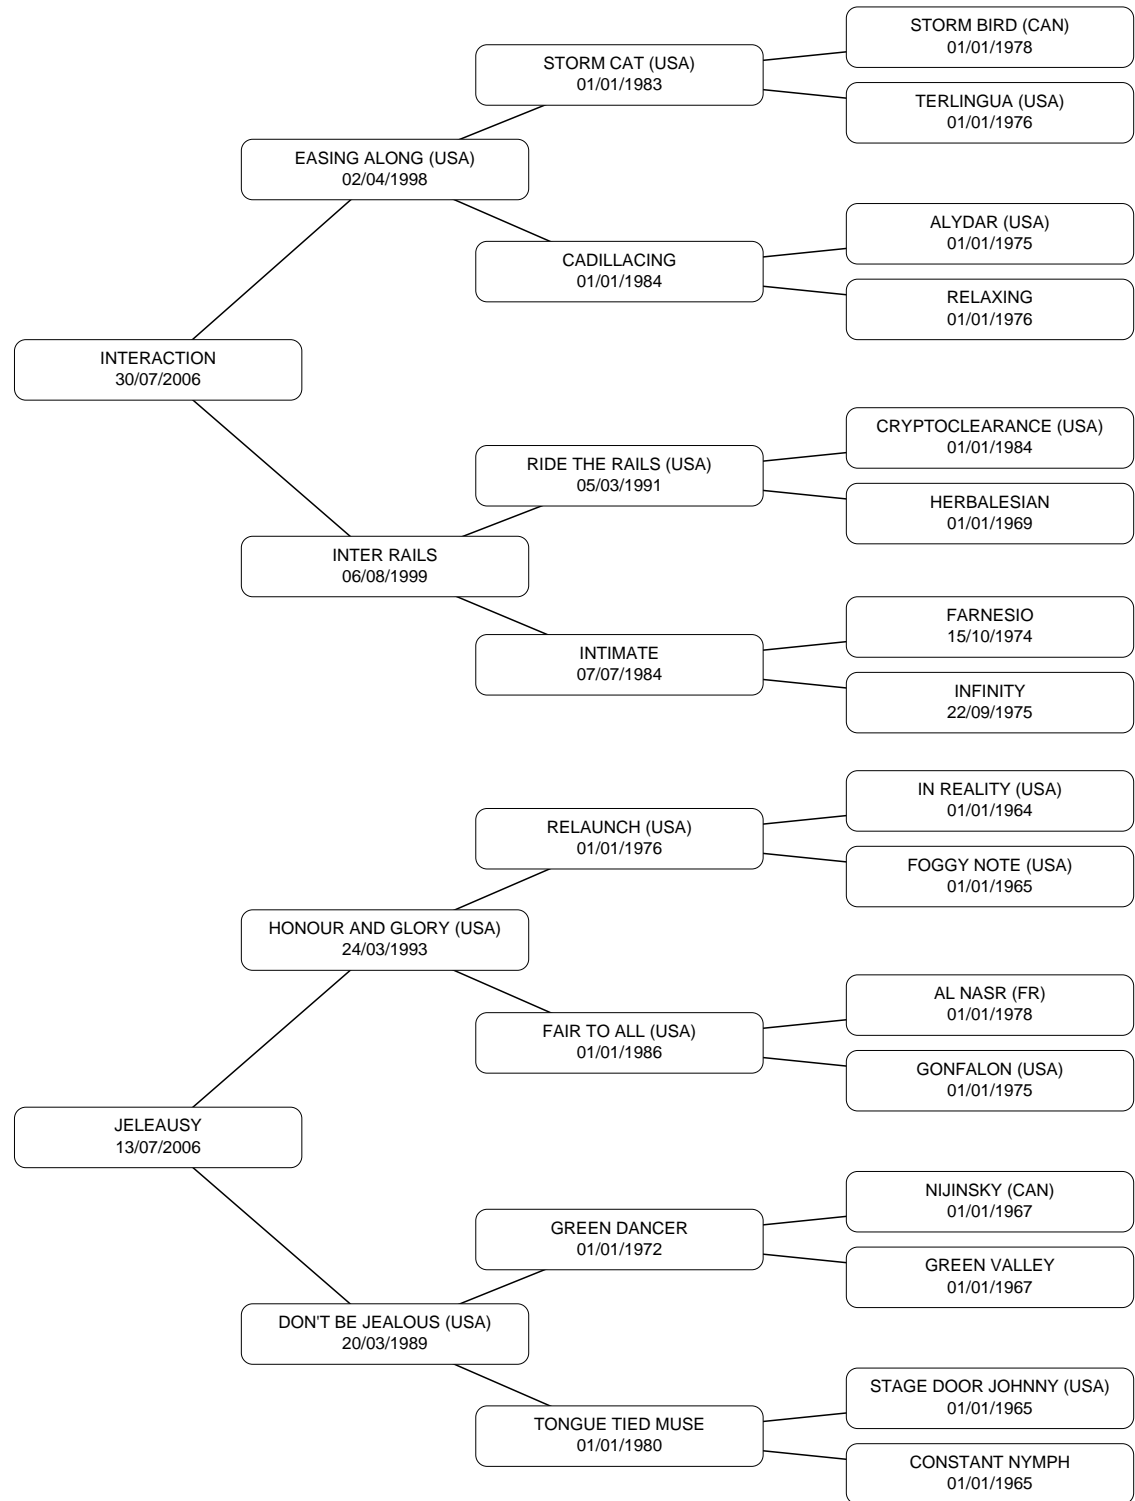 STORM BIRD (CAN)
01/01/1978
STORM CAT (USA)
01/01/1983
TERLINGUA (USA)
01/01/1976
EASING ALONG (USA)
02/04/1998
ALYDAR (USA)
01/01/1975
CADILLACING
01/01/1984
RELAXING
01/01/1976
INTERACTION
30/07/2006
CRYPTOCLEARANCE (USA)
01/01/1984
RIDE THE RAILS (USA)
05/03/1991
HERBALESIAN
01/01/1969
INTER RAILS
06/08/1999
FARNESIO
15/10/1974
INTIMATE
07/07/1984
INFINITY
22/09/1975
IN REALITY (USA)
01/01/1964
RELAUNCH (USA)
01/01/1976
FOGGY NOTE (USA)
01/01/1965
HONOUR AND GLORY (USA)
24/03/1993
AL NASR (FR)
01/01/1978
FAIR TO ALL (USA)
01/01/1986
GONFALON (USA)
01/01/1975
JELEAUSY
13/07/2006
NIJINSKY (CAN)
01/01/1967
GREEN DANCER
01/01/1972
GREEN VALLEY
01/01/1967
DON'T BE JEALOUS (USA)
20/03/1989
STAGE DOOR JOHNNY (USA)
01/01/1965
TONGUE TIED MUSE
01/01/1980
CONSTANT NYMPH
01/01/1965